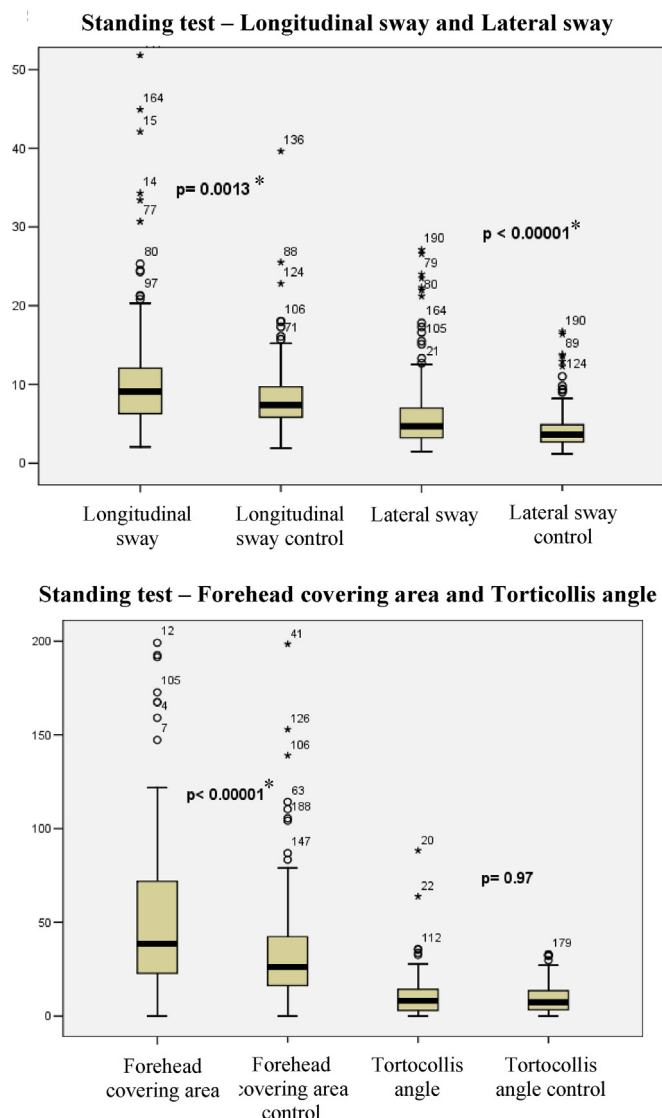 Standing test – Longitudinal sway and Lateral sway
50
40
30
20
10
0
164
15
14
77
80
97
p= 0.0013 *
136
88
124
106
71
190
79
80
164
105
21
p < 0.00001 *
190
89
124
Longitudinal
sway
Longitudinal
sway control
Lateral sway
Lateral sway
control
Standing test – Forehead covering area and Torticollis angle
200
150
100
50
0
12
105
4
7
p< 0.00001 *
41
126
106
63
188
147
20
22
112
p= 0.97
179
Forehead
covering area
Forehead
covering area
control
Tortocollis
angle
Tortocollis
angle control